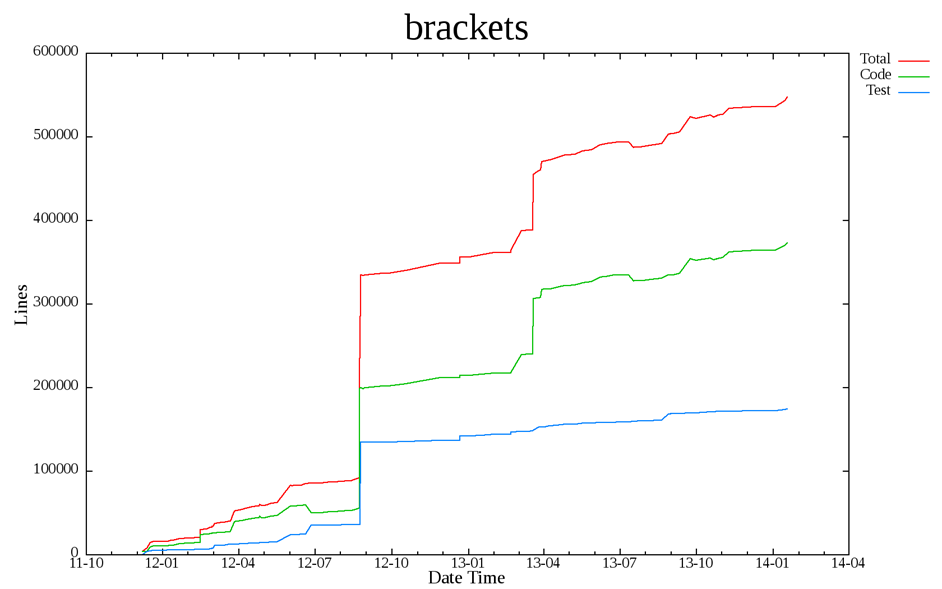 brackets
600000
500000
400000
300000
200000
100000
0
Lines
11-10 12-01 12-04 12-07 12-10 13-01 13-04 13-07 13-10 14-01 14-04
Date Time
Total
Code
Test